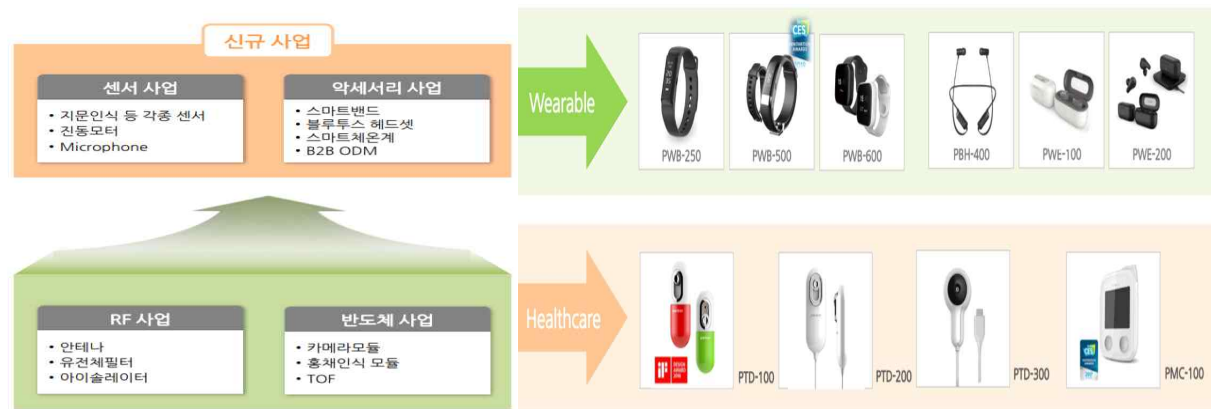 신규 사업
센서 사업
• 지문인식 등 각종 센서
• 진동모터
• Microphone
악세서리 사업
• 스마트밴드
• 블루투스 헤드셋
• 스마트체온계
• B2B ODM
RF 사업
• 안테나
• 유전체필터
• 아이솔레이터
반도체 사업
• 카메라모듈
• 홍채인식 모듈
• TOF
Wearable
CES
PWB-250
PWB-500
PWB-600
PBH-400
PWE-100
PWE-200
Healthcare
iF
DESIGN
AWARD
PTD-100
PTD-200
PTD-300
CES
PMC-100